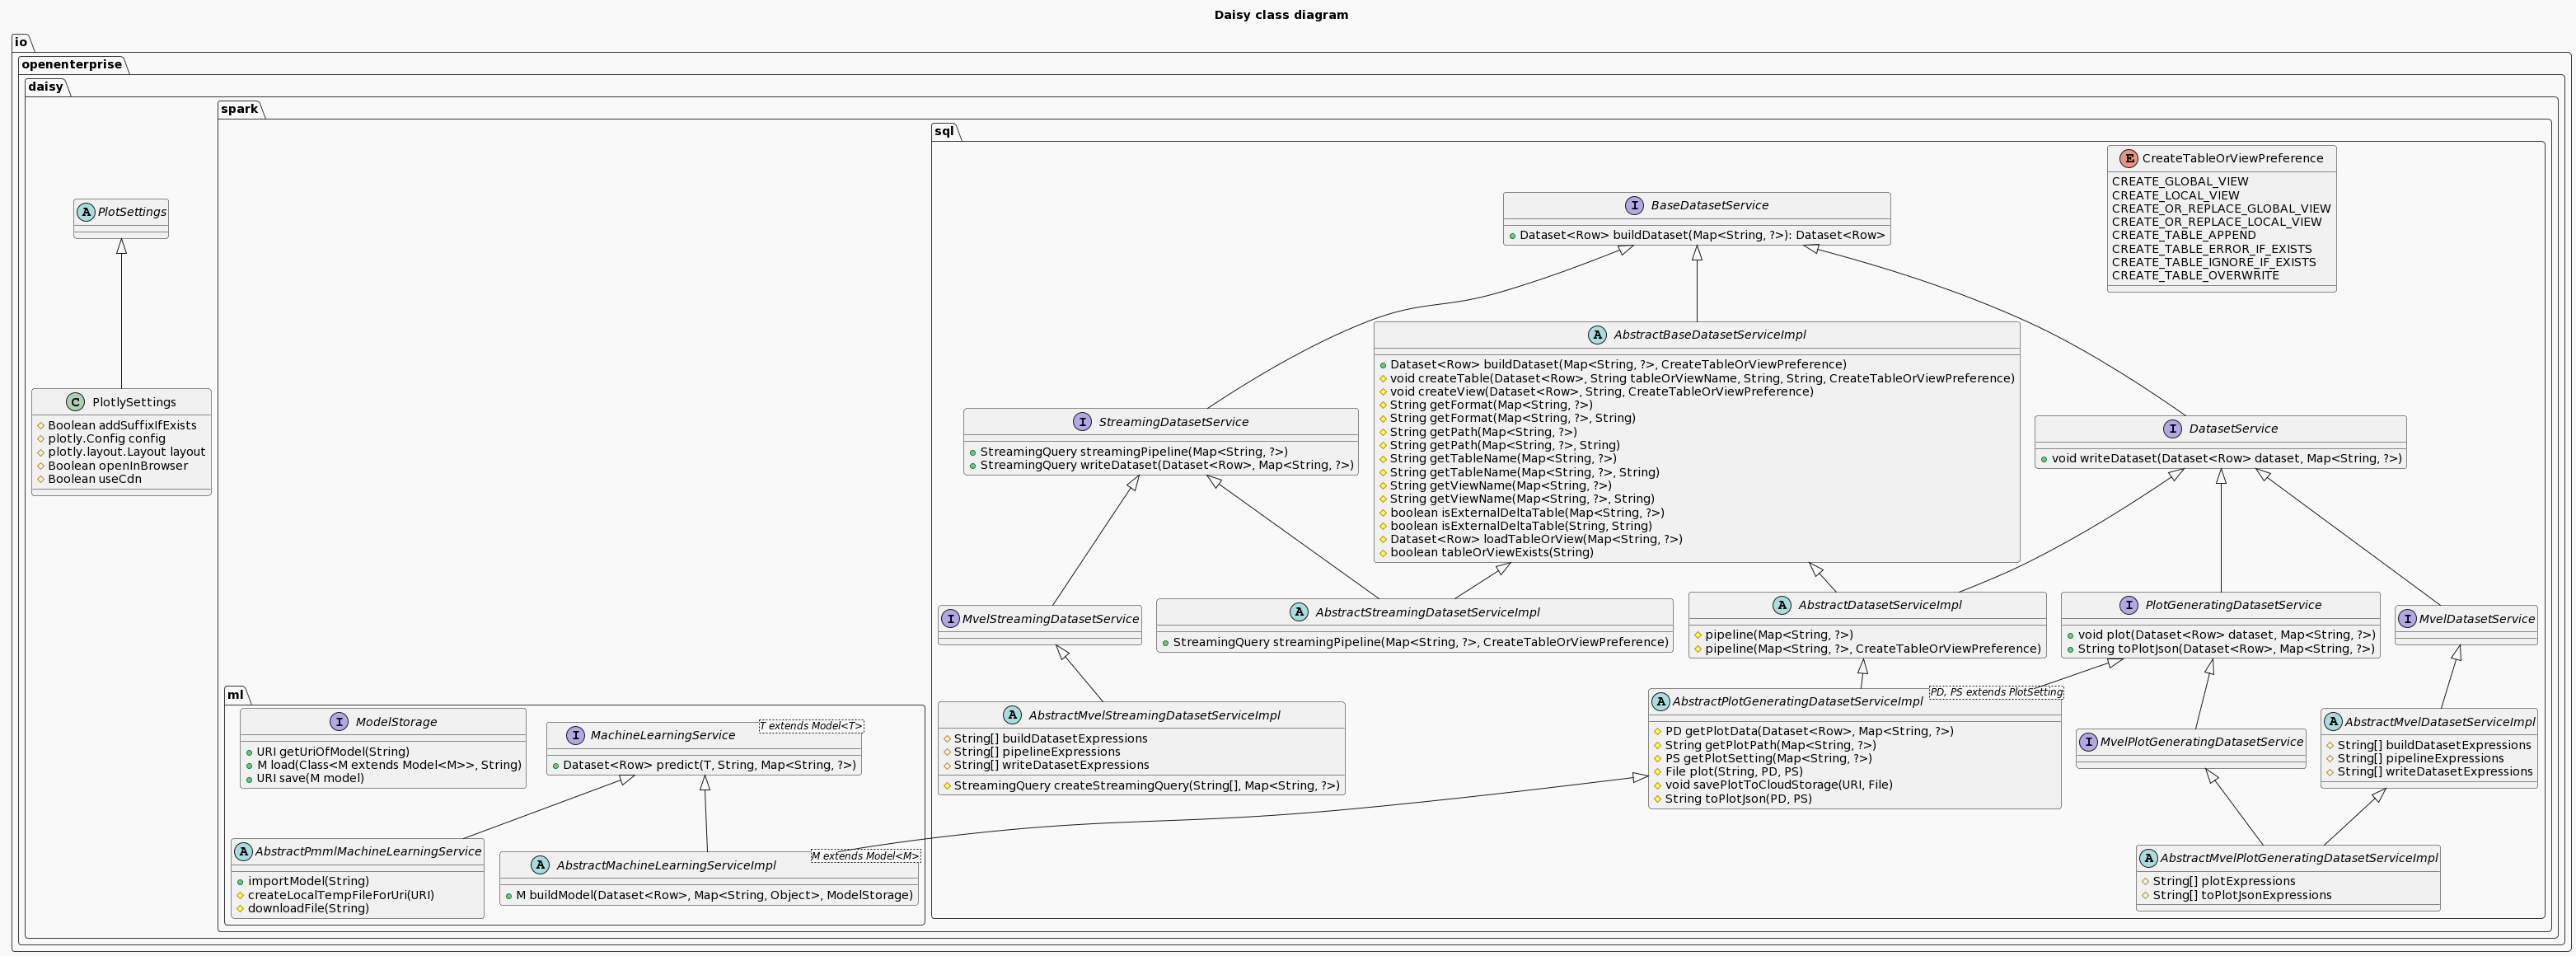 Daisy class diagram
io
openenterprise
daisy
spark
sql
E CreateTableOrViewPreference
CREATE_GLOBAL_VIEW
CREATE_LOCAL_VIEW
CREATE_OR_REPLACE_GLOBAL_VIEW
CREATE_OR_REPLACE_LOCAL_VIEW
CREATE_TABLE_APPEND
CREATE_TABLE_ERROR_IF_EXISTS
CREATE_TABLE_IGNORE_IF_EXISTS
CREATE_TABLE_OVERWRITE
A PlotSettings
I BaseDatasetService
Dataset<Row> buildDataset(Map<String, ?>): Dataset<Row>
A AbstractBaseDatasetServiceImpl
Dataset<Row> buildDataset(Map<String, ?>, CreateTableOrViewPreference)
void createTable(Dataset<Row>, String tableOrViewName, String, String, CreateTableOrViewPreference)
void createView(Dataset<Row>, String, CreateTableOrViewPreference)
String getFormat(Map<String, ?>)
String getFormat(Map<String, ?>, String)
String getPath(Map<String, ?>)
String getPath(Map<String, ?>, String)
String getTableName(Map<String, ?>)
String getTableName(Map<String, ?>, String)
String getViewName(Map<String, ?>)
String getViewName(Map<String, ?>, String)
boolean isExternalDeltaTable(Map<String, ?>)
boolean isExternalDeltaTable(String, String)
Dataset<Row> loadTableOrView(Map<String, ?>)
boolean tableOrViewExists(String)
C PlotlySettings
Boolean addSuffixIfExists
plotly.Config config
plotly.layout.Layout layout
Boolean openInBrowser
Boolean useCdn
I StreamingDatasetService
StreamingQuery streamingPipeline(Map<String, ?>)
StreamingQuery writeDataset(Dataset<Row>, Map<String, ?>)
I DatasetService
void writeDataset(Dataset<Row> dataset, Map<String, ?>)
I MvelStreamingDatasetService
A AbstractStreamingDatasetServiceImpl
StreamingQuery streamingPipeline(Map<String, ?>, CreateTableOrViewPreference)
A AbstractDatasetServiceImpl
pipeline(Map<String, ?>)
pipeline(Map<String, ?>, CreateTableOrViewPreference)
I PlotGeneratingDatasetService
void plot(Dataset<Row> dataset, Map<String, ?>)
String toPlotJson(Dataset<Row>, Map<String, ?>)
I MvelDatasetService
ml
I ModelStorage
URI getUriOfModel(String)
M load(Class<M extends Model<M>>, String)
URI save(M model)
I MachineLearningService
T extends Model<T>
Dataset<Row> predict(T, String, Map<String, ?>)
A AbstractMvelStreamingDatasetServiceImpl
String[] buildDatasetExpressions
String[] pipelineExpressions
String[] writeDatasetExpressions
StreamingQuery createStreamingQuery(String[], Map<String, ?>)
A AbstractPlotGeneratingDatasetServiceImpl
PD, PS extends PlotSetting
PD getPlotData(Dataset<Row>, Map<String, ?>)
String getPlotPath(Map<String, ?>)
PS getPlotSetting(Map<String, ?>)
File plot(String, PD, PS)
void savePlotToCloudStorage(URI, File)
String toPlotJson(PD, PS)
I MvelPlotGeneratingDatasetService
A AbstractMvelDatasetServiceImpl
String[] buildDatasetExpressions
String[] pipelineExpressions
String[] writeDatasetExpressions
A AbstractPmmlMachineLearningService
importModel(String)
createLocalTempFileForUri(URI)
downloadFile(String)
A AbstractMachineLearningServiceImpl
M extends Model<M>
M buildModel(Dataset<Row>, Map<String, Object>, ModelStorage)
A AbstractMvelPlotGeneratingDatasetServiceImpl
String[] plotExpressions
String[] toPlotJsonExpressions